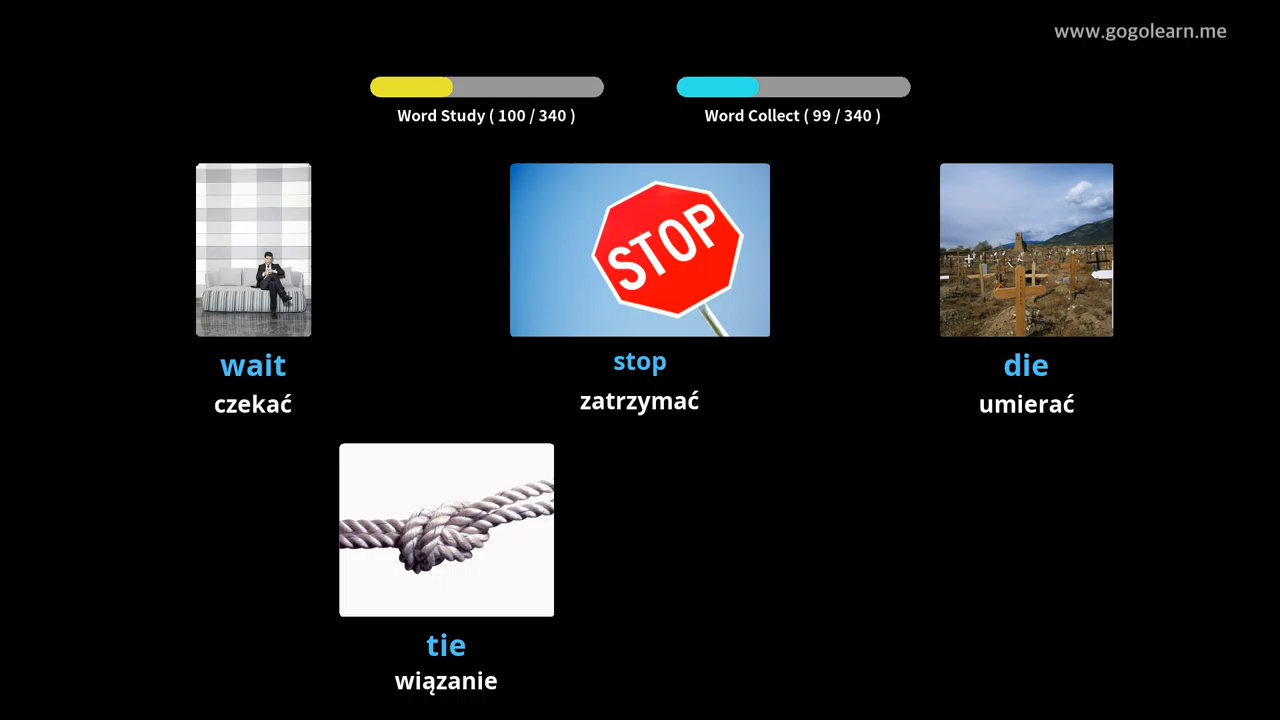 www.gogolearn.me
Word Study ( 100 / 340 )
Word Collect ( 99 / 340 )
STOP
wait
czekać
stop
zatrzymać
die
umierać
tie
wiązanie